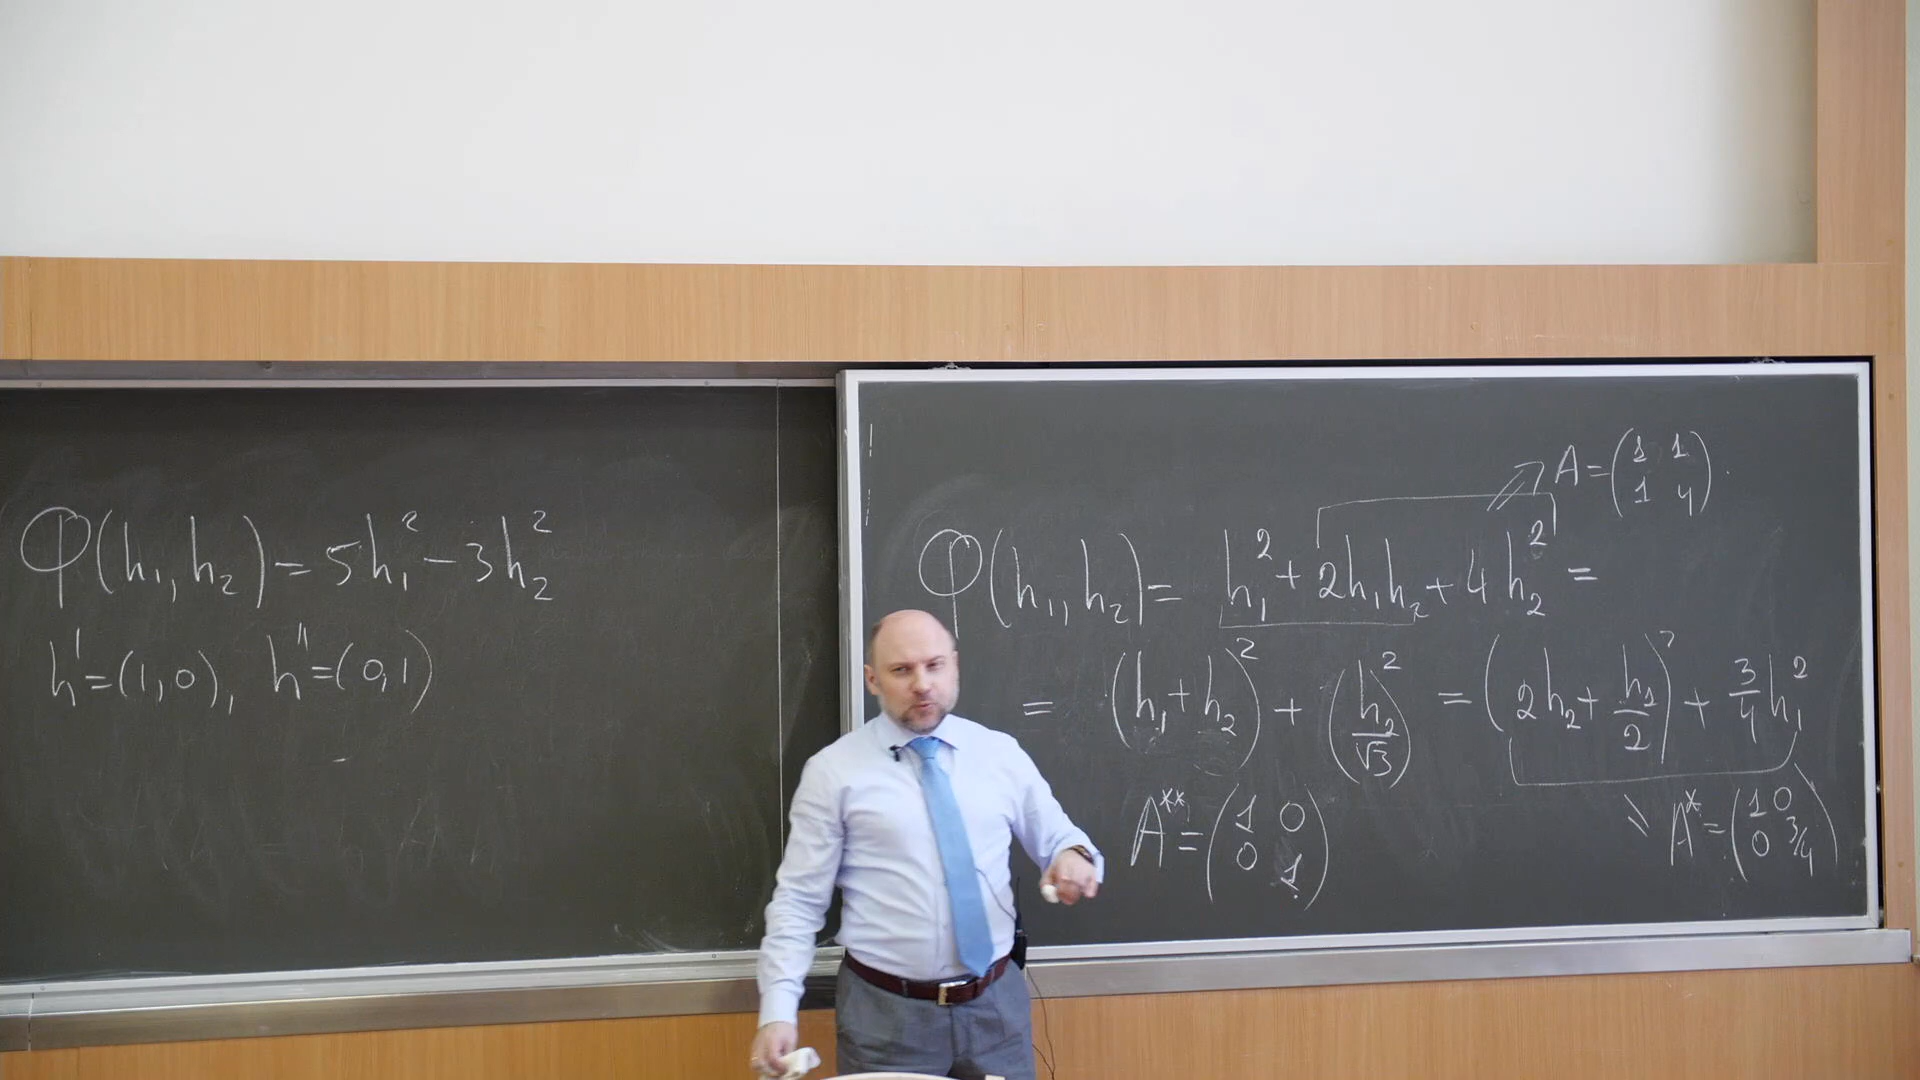 Φ(h₁, h₂) = 5h₁² − 3h₂²
h' = (1, 0), h'' = (0, 1)
A = (1 1
1 4).
Φ(h₁, h₂) = h₁² + 2h₁h₂ + 4h₂² =
= (h₁ + h₂)² + (h₂/√3)² = (2h₂ + h₁/2)² + 3/4 h₁²
A** = (1 0
0 1)
A* = (1 0
0 3/4)